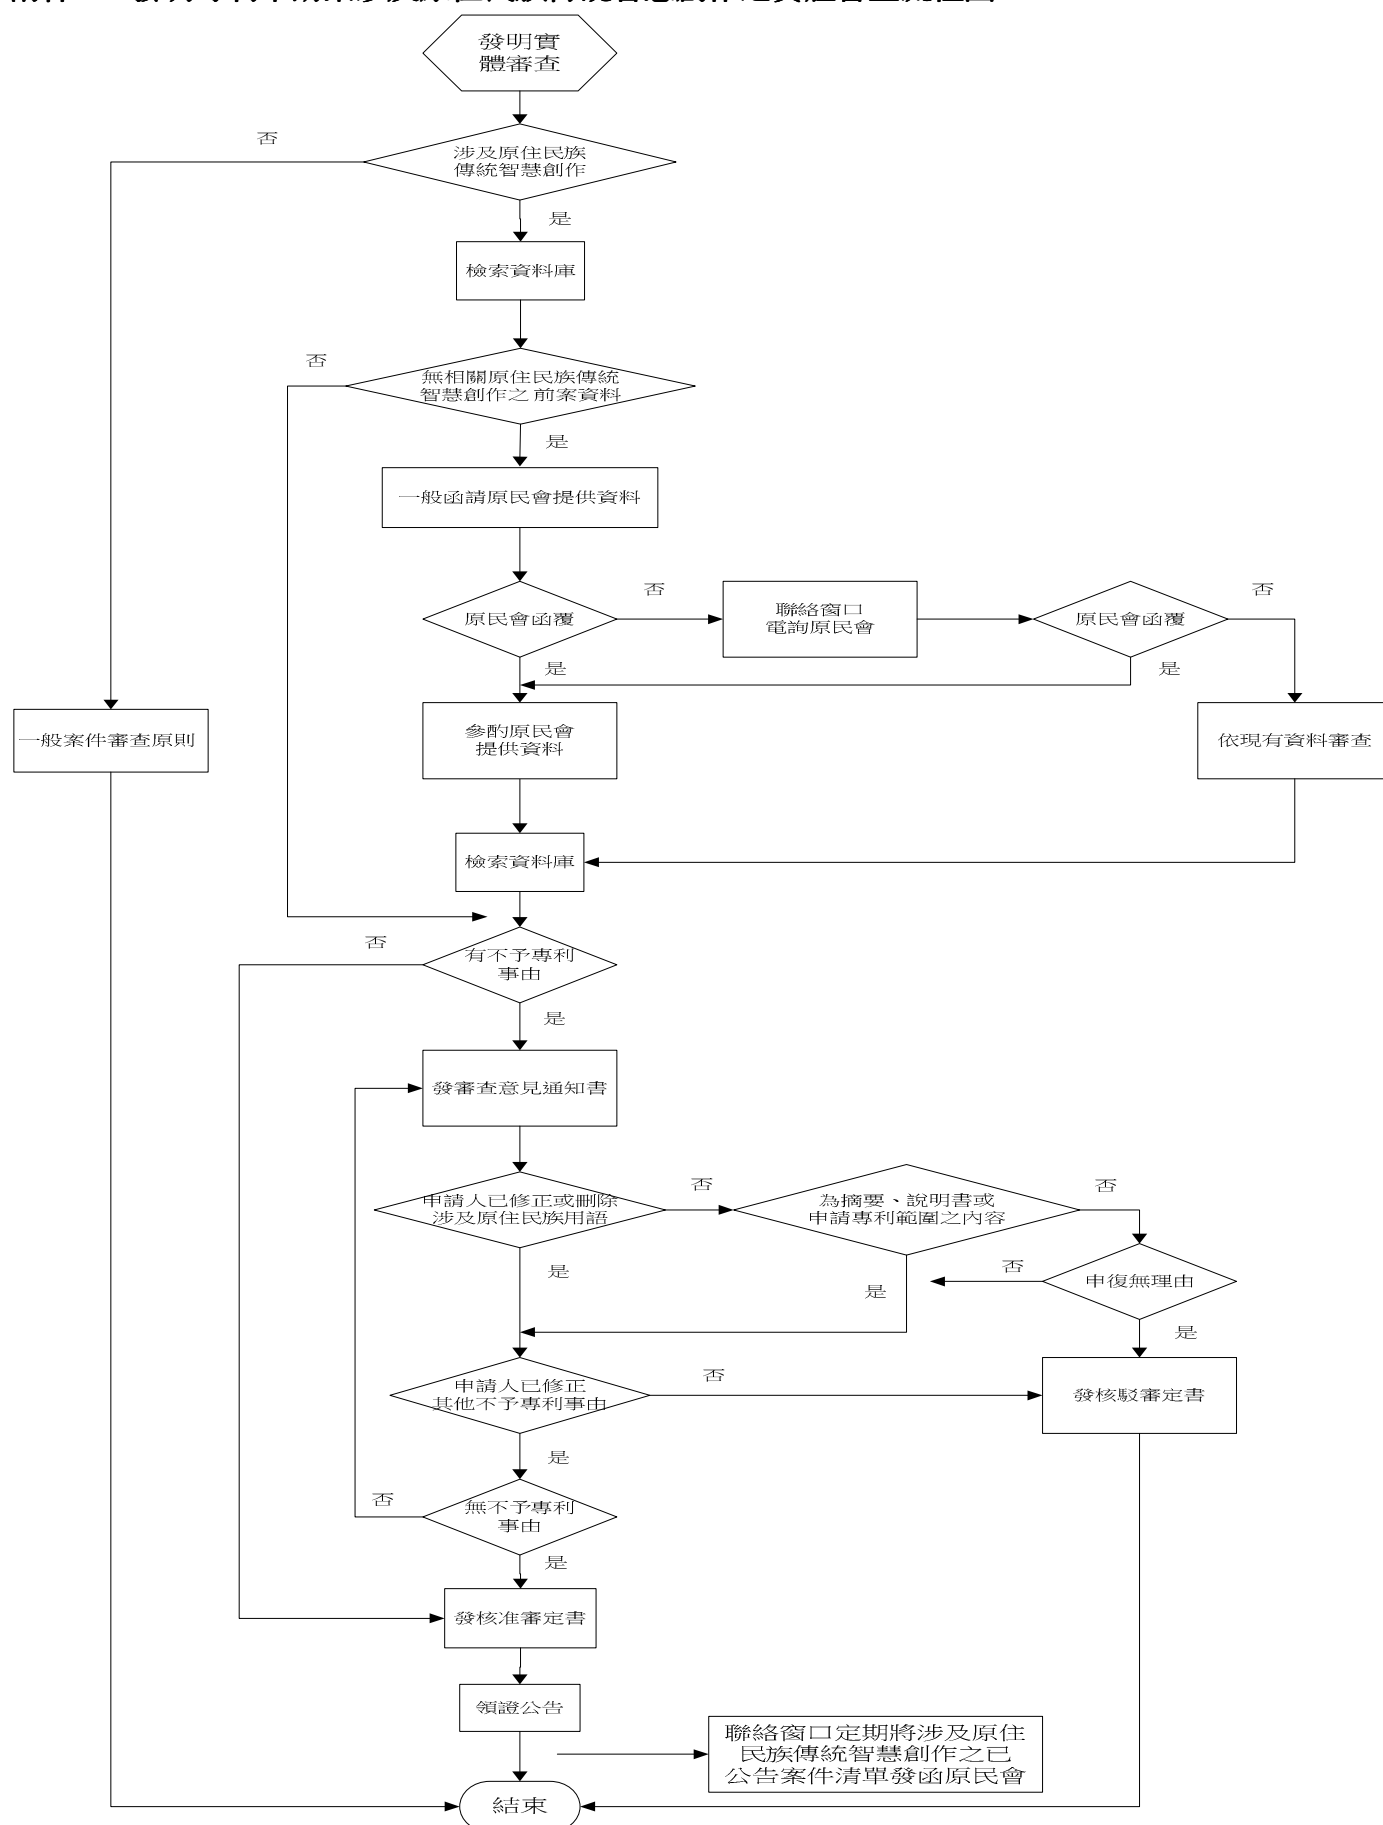 發明實
體審查
否
涉及原住民族
傳統智慧創作
是
檢索資料庫
否
無相關原住民族傳統
智慧創作之前案資料
是
一般函請原民會提供資料
原民會函覆
否
聯絡窗口
電詢原民會
原民會函覆
否
是
是
一般案件審查原則
參酌原民會
提供資料
依現有資料審查
檢索資料庫
否
有不予專利
事由
是
發審查意見通知書
申請人已修正或刪除
涉及原住民族用語
否
為摘要、說明書或
申請專利範圍之內容
否
是
是
否
申復無理由
是
申請人已修正
其他不予專利事由
否
發核駁審定書
是
否
無不予專利
事由
是
發核准審定書
領證公告
聯絡窗口定期將涉及原住
民族傳統智慧創作之已
公告案件清單發函原民會
結束